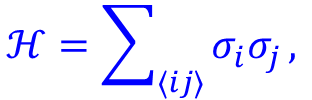 ℋ = ∑⟨ij⟩ σᵢσⱼ ,